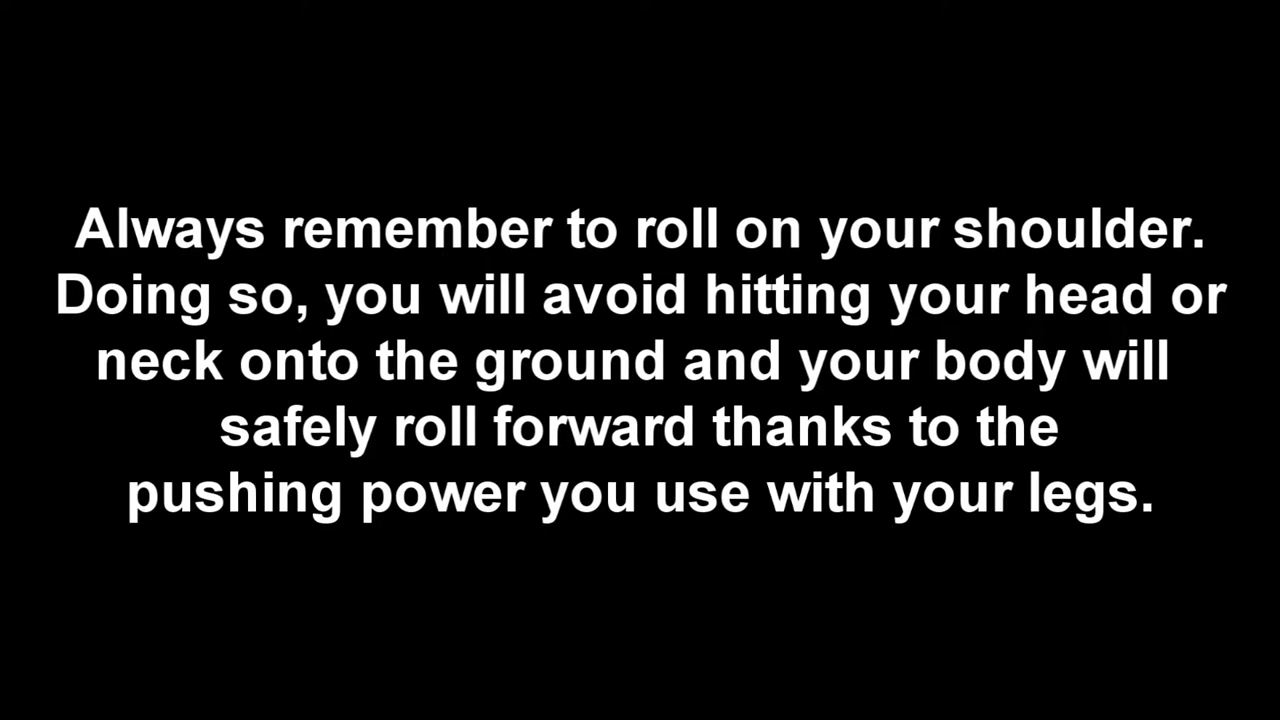 Always remember to roll on your shoulder.
Doing so, you will avoid hitting your head or
neck onto the ground and your body will
safely roll forward thanks to the
pushing power you use with your legs.